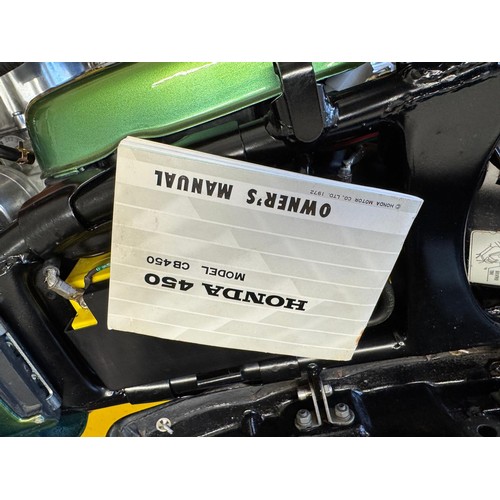 HONDA 450
MODEL CB450
OWNER'S MANUAL
© HONDA MOTOR CO., LTD. 1972